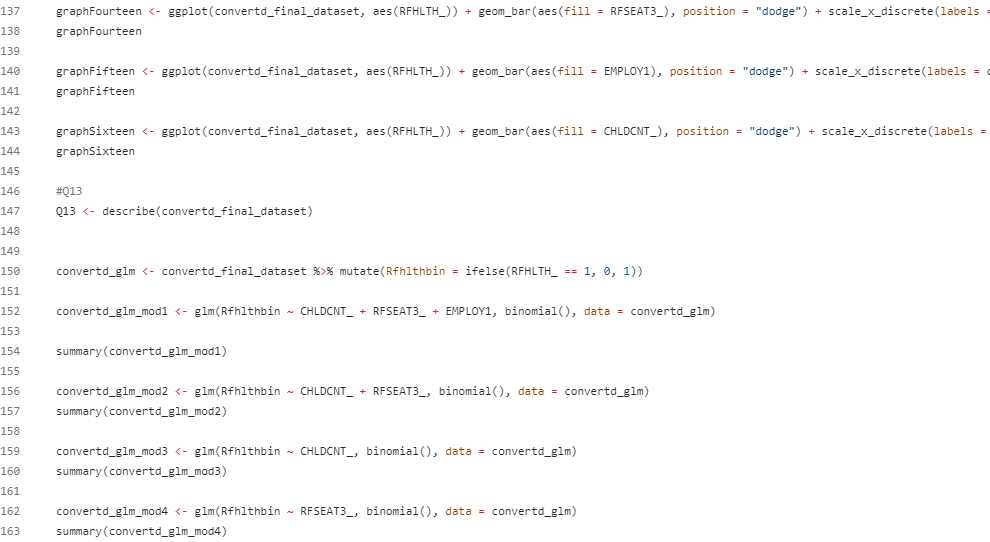 137 graphFourteen <- ggplot(convertd_final_dataset, aes(RFHLTH_)) + geom_bar(aes(fill = RFSEAT3_), position = "dodge") + scale_x_discrete(labels =
138 graphFourteen
139
140 graphFifteen <- ggplot(convertd_final_dataset, aes(RFHLTH_)) + geom_bar(aes(fill = EMPLOY1), position = "dodge") + scale_x_discrete(labels = c
141 graphFifteen
142
143 graphSixteen <- ggplot(convertd_final_dataset, aes(RFHLTH_)) + geom_bar(aes(fill = CHLDCNT_), position = "dodge") + scale_x_discrete(labels =
144 graphSixteen
145
146 #Q13
147 Q13 <- describe(convertd_final_dataset)
148
149
150 convertd_glm <- convertd_final_dataset %>% mutate(Rfhlthbin = ifelse(RFHLTH_ == 1, 0, 1))
151
152 convertd_glm_mod1 <- glm(Rfhlthbin ~ CHLDCNT_ + RFSEAT3_ + EMPLOY1, binomial(), data = convertd_glm)
153
154 summary(convertd_glm_mod1)
155
156 convertd_glm_mod2 <- glm(Rfhlthbin ~ CHLDCNT_ + RFSEAT3_, binomial(), data = convertd_glm)
157 summary(convertd_glm_mod2)
158
159 convertd_glm_mod3 <- glm(Rfhlthbin ~ CHLDCNT_, binomial(), data = convertd_glm)
160 summary(convertd_glm_mod3)
161
162 convertd_glm_mod4 <- glm(Rfhlthbin ~ RFSEAT3_, binomial(), data = convertd_glm)
163 summary(convertd_glm_mod4)